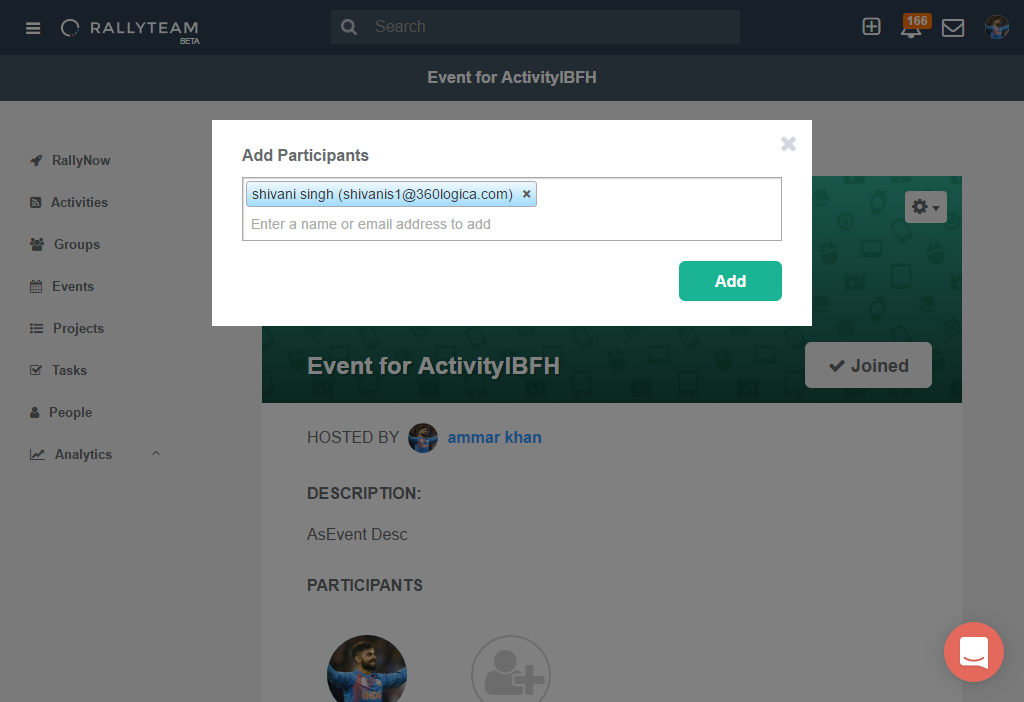 RALLYTEAM
BETA
Search
166
Event for ActivityIBFH
Add Participants
shivani singh (shivanis1@360logica.com) ×
Enter a name or email address to add
Add
RallyNow
Activities
Groups
Events
Projects
Tasks
People
Analytics
Event for ActivityIBFH
Joined
HOSTED BY ammar khan
DESCRIPTION:
AsEvent Desc
PARTICIPANTS